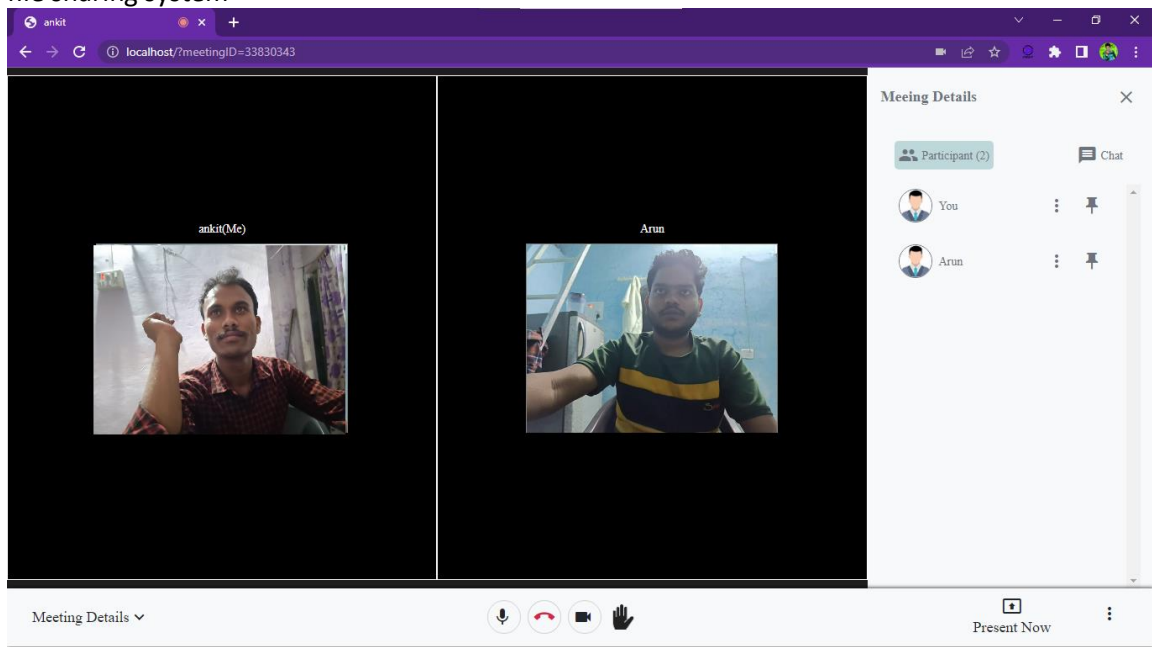 ankit
localhost/?meetingID=33830343
Meeing Details
Participant (2)
Chat
ankit(Me)
Arun
You
Arun
Meeting Details
Present Now